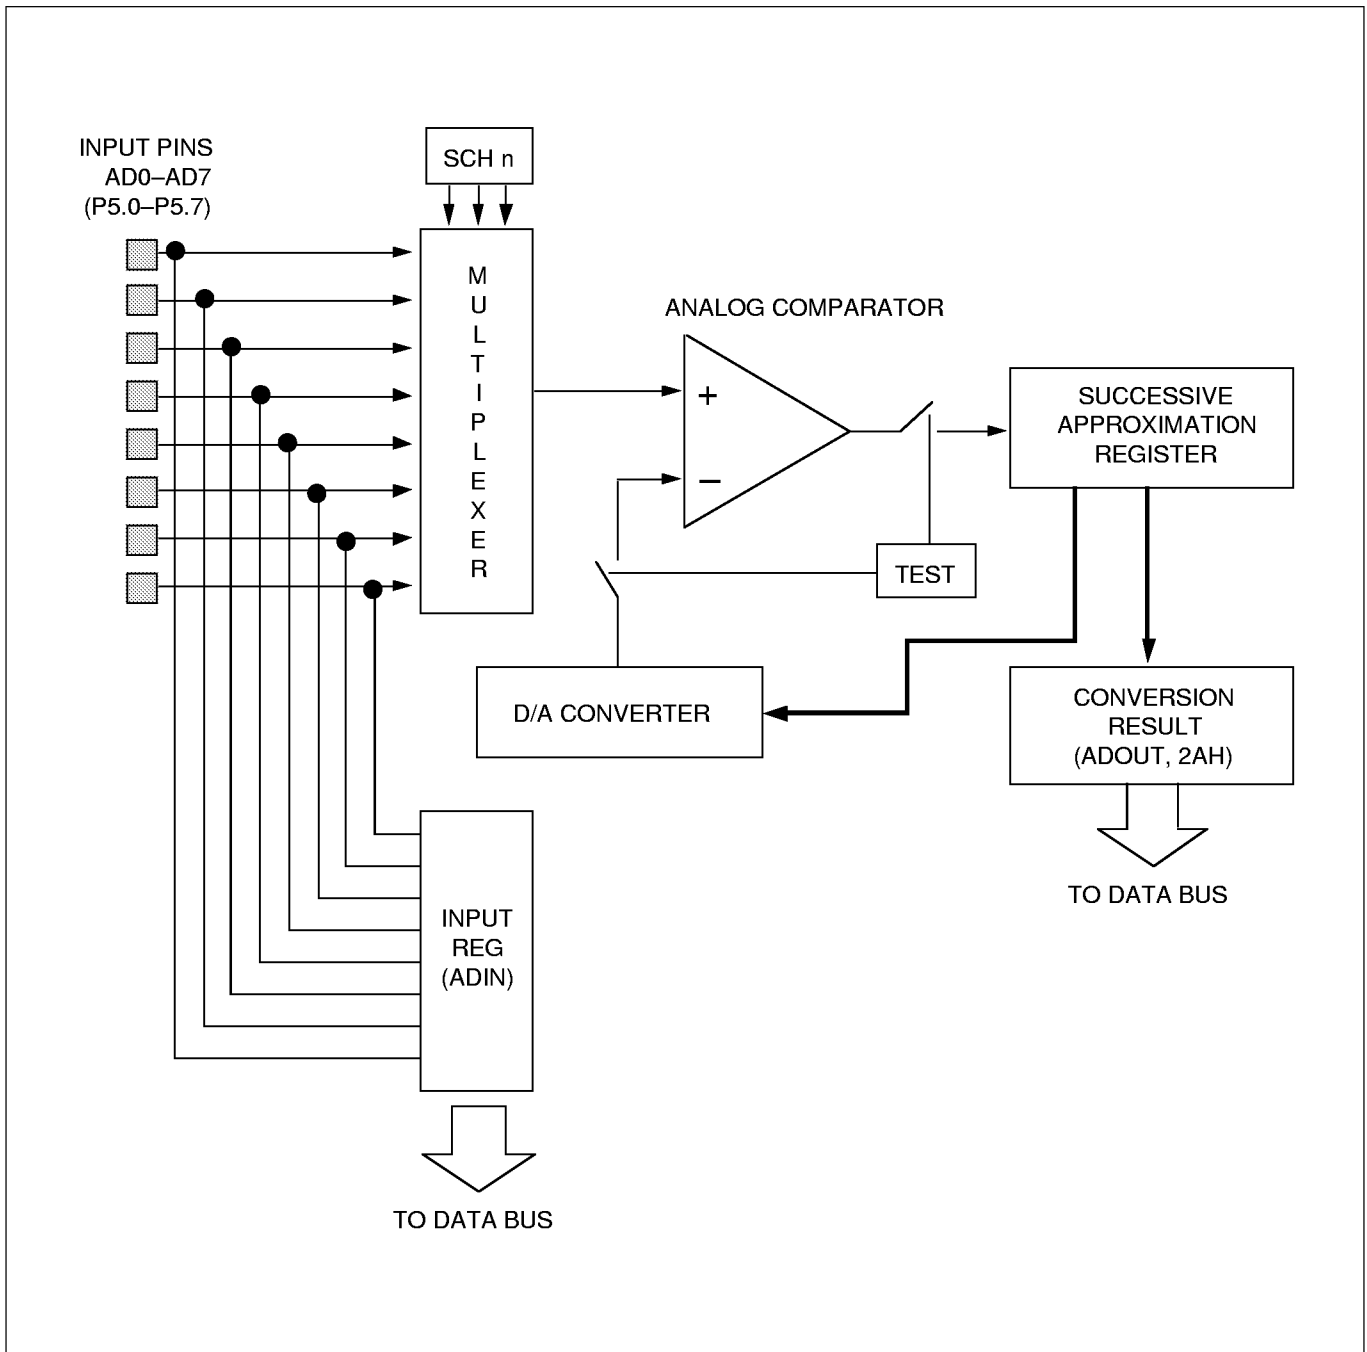 INPUT PINS
AD0–AD7
(P5.0–P5.7)
SCH n
M
U
L
T
I
P
L
E
X
E
R
ANALOG COMPARATOR
+
–
SUCCESSIVE
APPROXIMATION
REGISTER
TEST
D/A CONVERTER
CONVERSION
RESULT
(ADOUT, 2AH)
TO DATA BUS
INPUT
REG
(ADIN)
TO DATA BUS